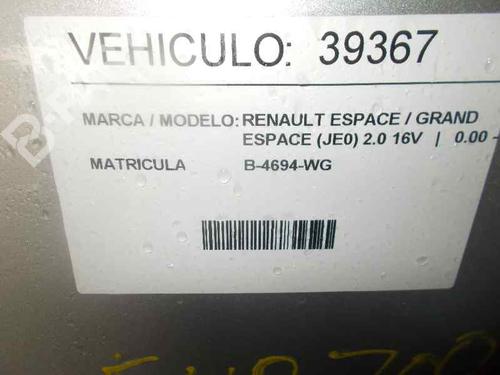 VEHICULO: 39367
MARCA / MODELO: RENAULT ESPACE / GRAND
ESPACE (JE0) 2.0 16V | 0.00 -
MATRICULA B-4694-WG